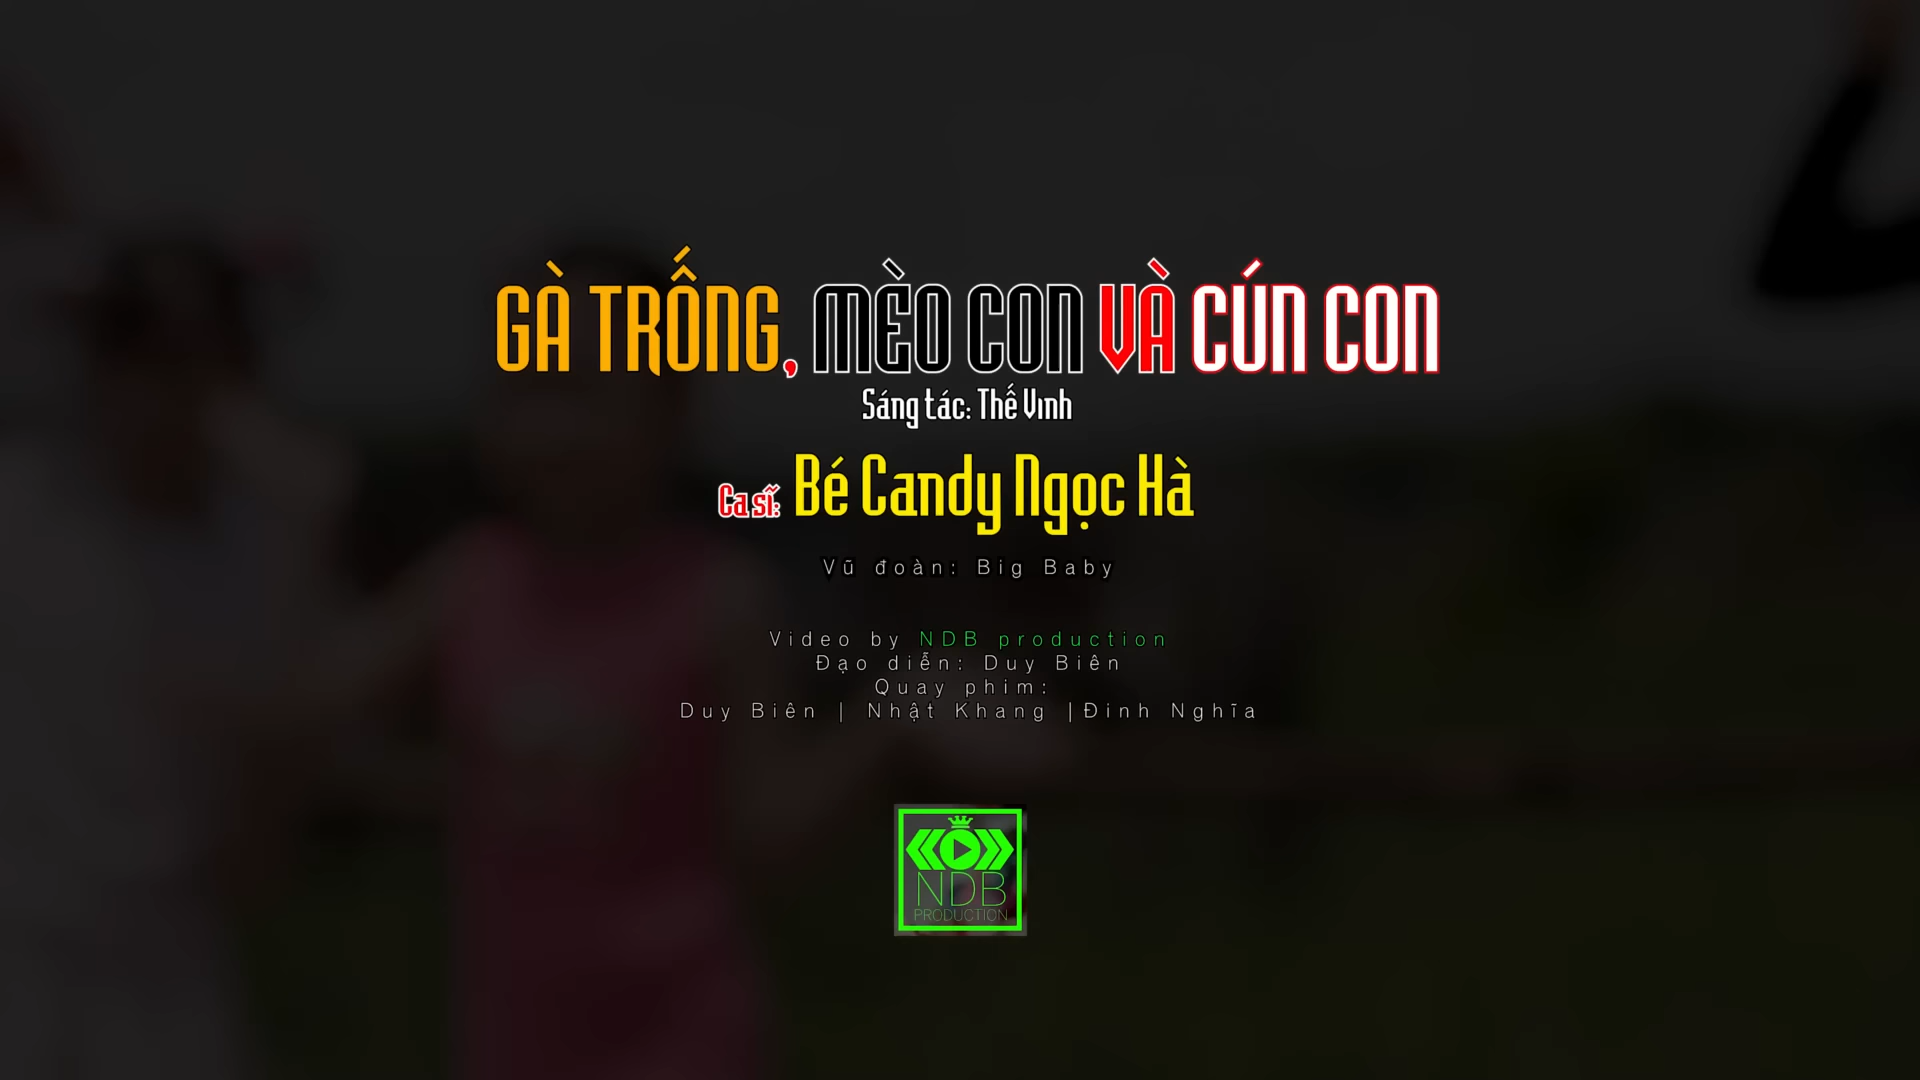 GÀ TRỐNG, MÈO CON VÀ CÚN CON
Sáng tác: Thế Vinh
Ca sĩ: Bé Candy Ngọc Hà
Vũ đoàn: Big Baby
Video by NDB production
Đạo diễn: Duy Biên
Quay phim:
Duy Biên | Nhật Khang |Đinh Nghĩa
NDB
PRODUCTION